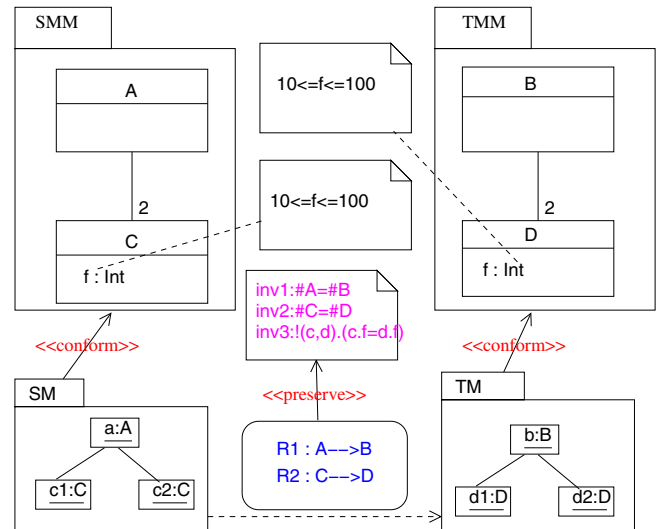 SMM
TMM
A
10<=f<=100
B
2
2
C
f : Int
10<=f<=100
D
f : Int
inv1:#A=#B
inv2:#C=#D
inv3:!(c,d).(c.f=d.f)
<<conform>>
<<conform>>
SM
<<preserve>>
TM
a:A
c1:C
c2:C
R1 : A-->B
R2 : C-->D
b:B
d1:D
d2:D